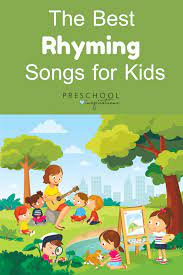 The Best
Rhyming
Songs for Kids
PRESCHOOL
inspirations